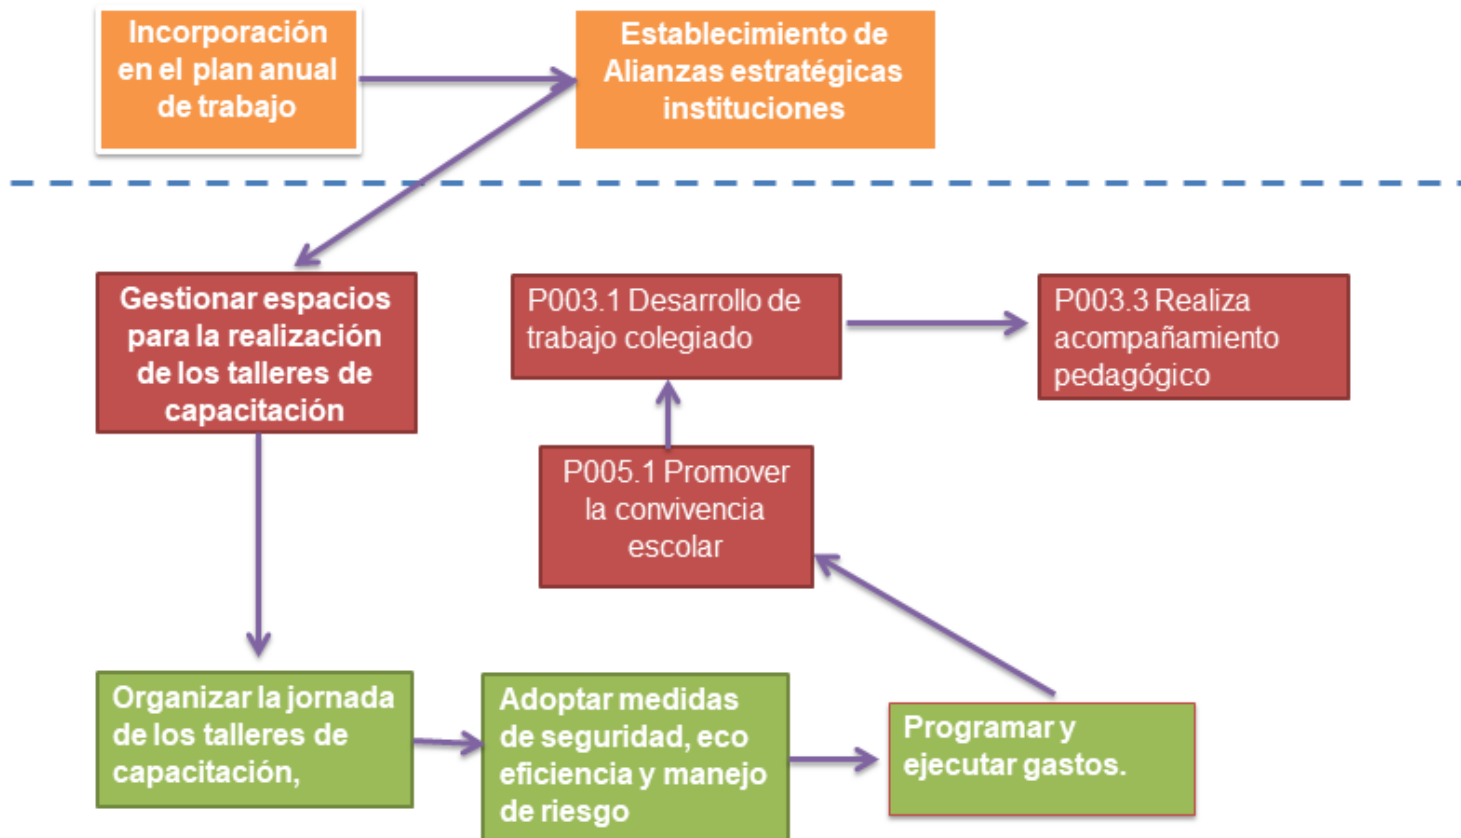 Incorporación
en el plan anual
de trabajo
Establecimiento de
Alianzas estratégicas
instituciones
Gestionar espacios
para la realización
de los talleres de
capacitación
P003.1 Desarrollo de
trabajo colegiado
P003.3 Realiza
acompañamiento
pedagógico
P005.1 Promover
la convivencia
escolar
Organizar la jornada
de los talleres de
capacitación,
Adoptar medidas
de seguridad, eco
eficiencia y manejo
de riesgo
Programar y
ejecutar gastos.